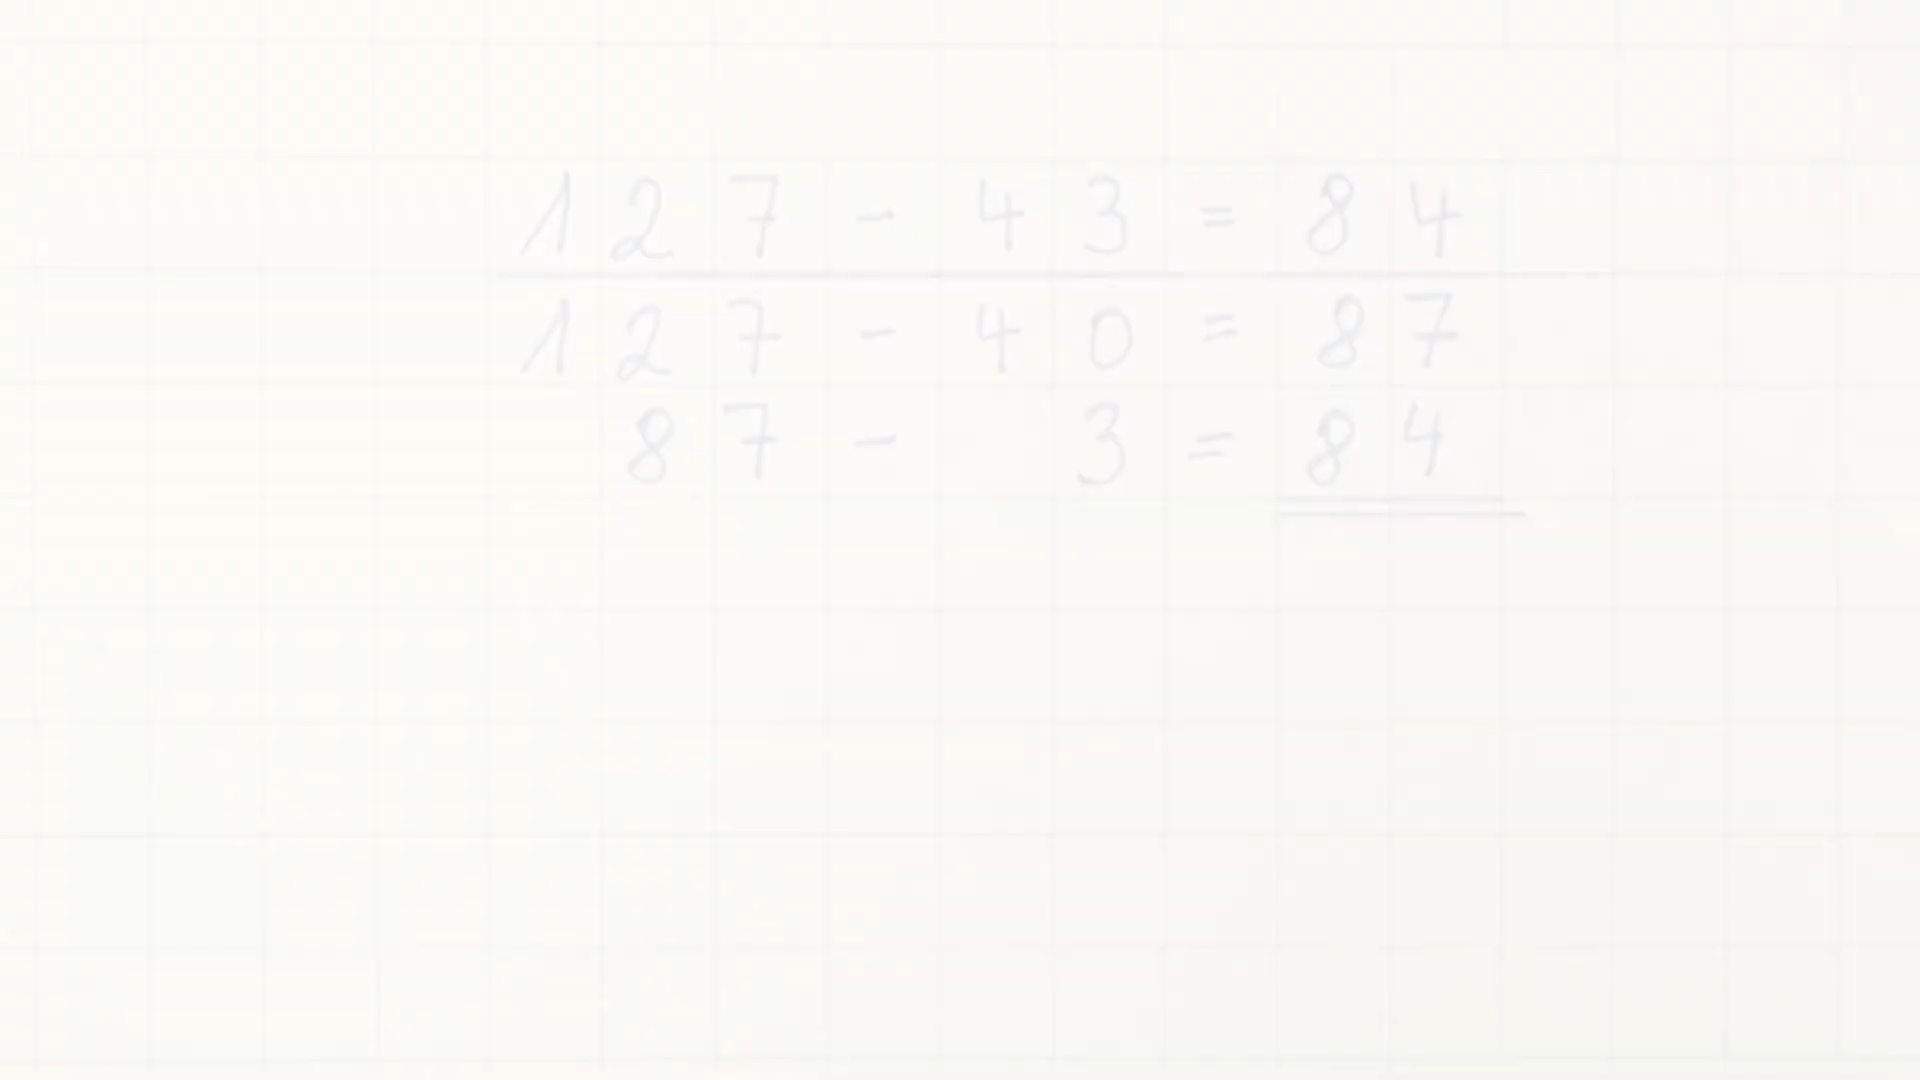 127 - 43 = 84
127 - 40 = 87
87 - 3 = 84